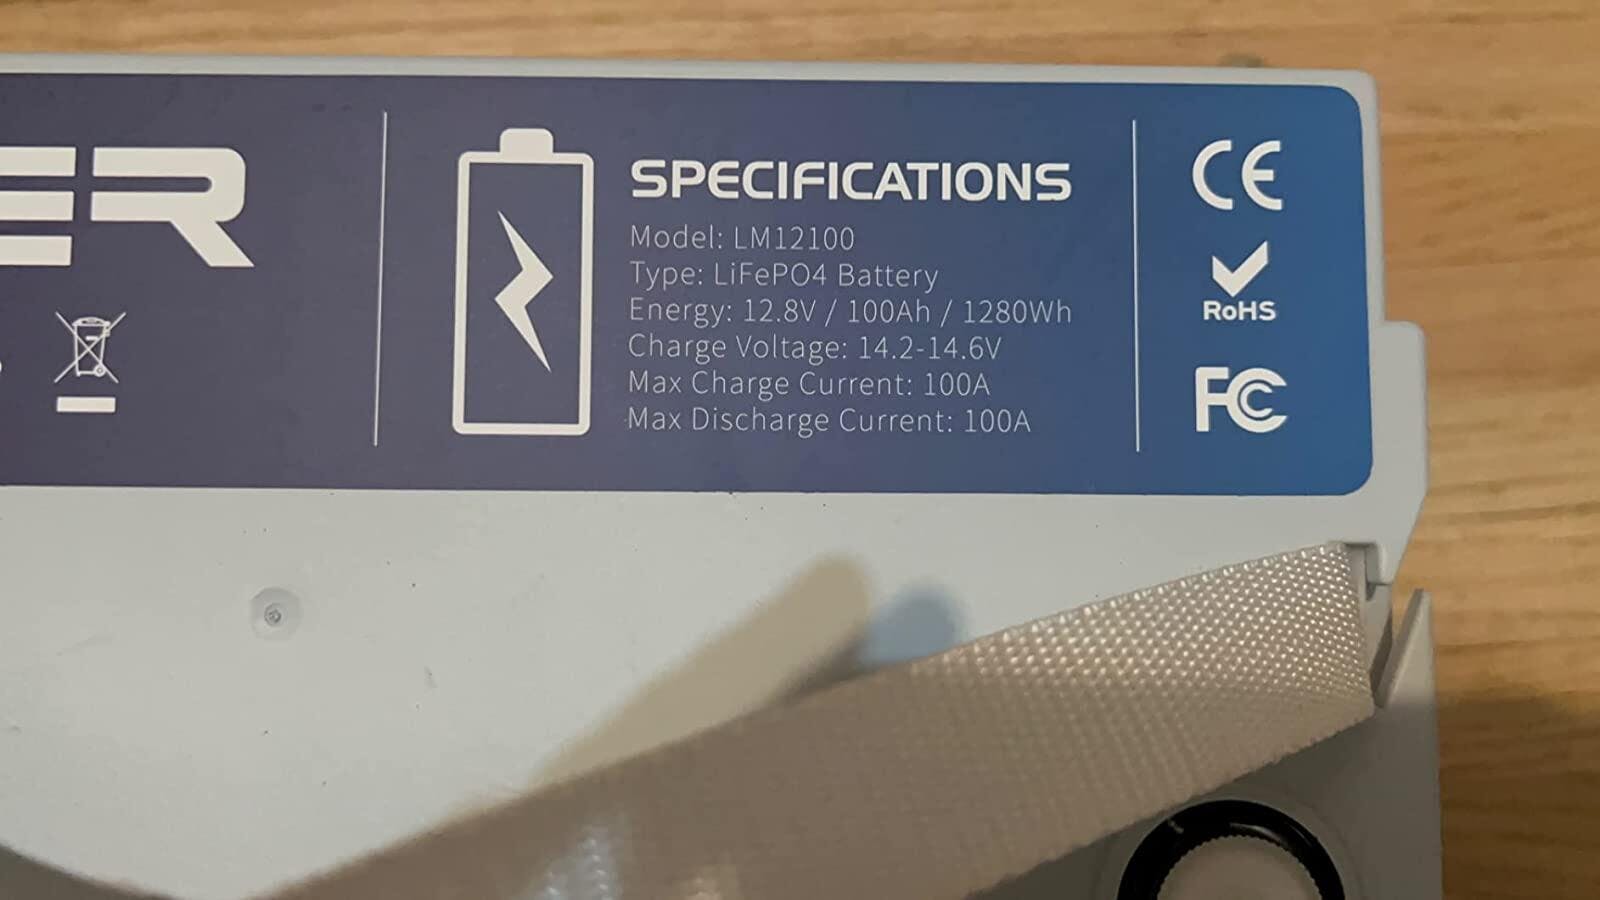 ER
SPECIFICATIONS
Model: LM12100
Type: LiFePO4 Battery
Energy: 12.8V / 100Ah / 1280Wh
Charge Voltage: 14.2-14.6V
Max Charge Current: 100A
Max Discharge Current: 100A
CE
RoHS
FC